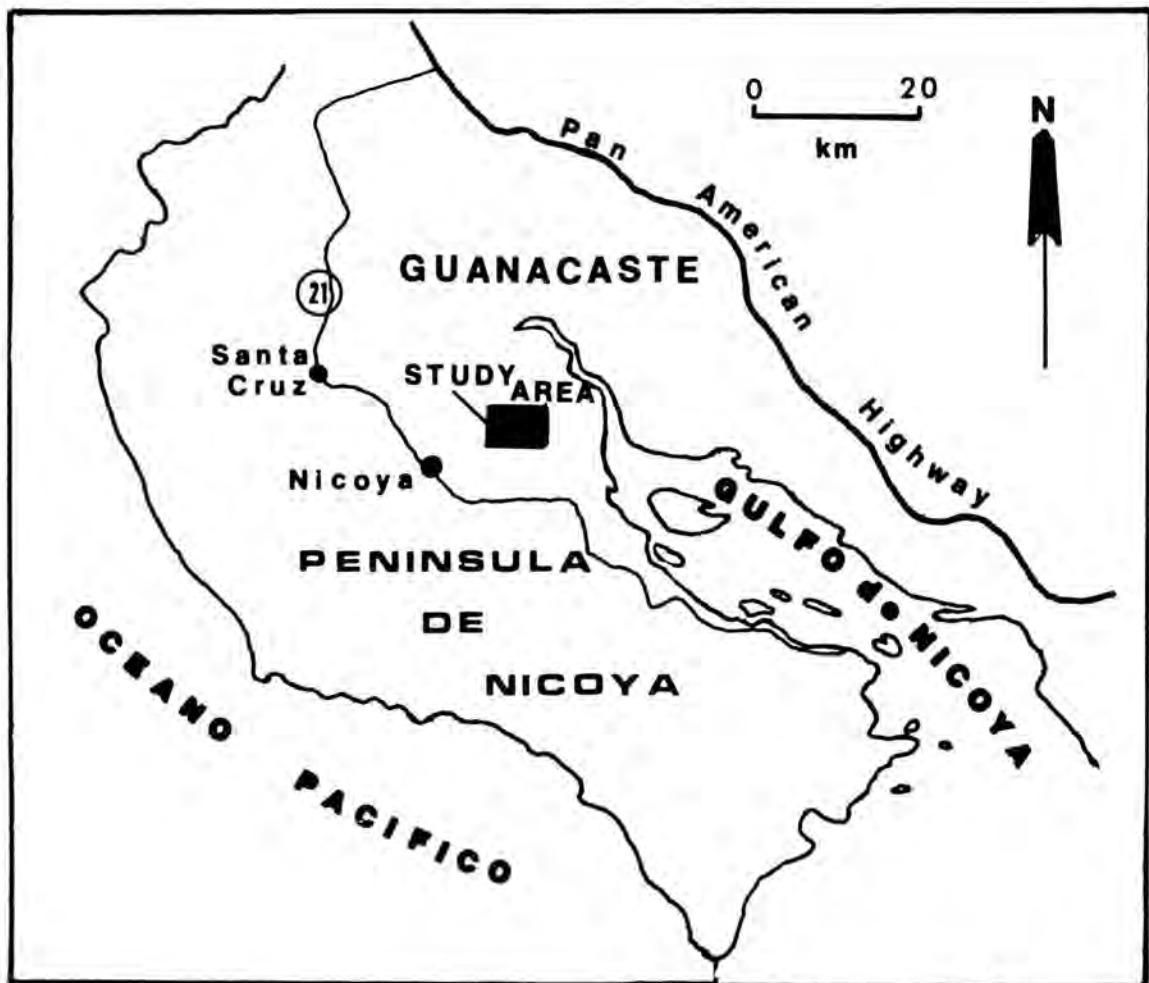 0 20
km
N
Pan American Highway
GUANACASTE
21
Santa
Cruz
STUDY AREA
Nicoya
GULFO de NICOYA
PENINSULA
DE
NICOYA
OCEANO PACIFICO